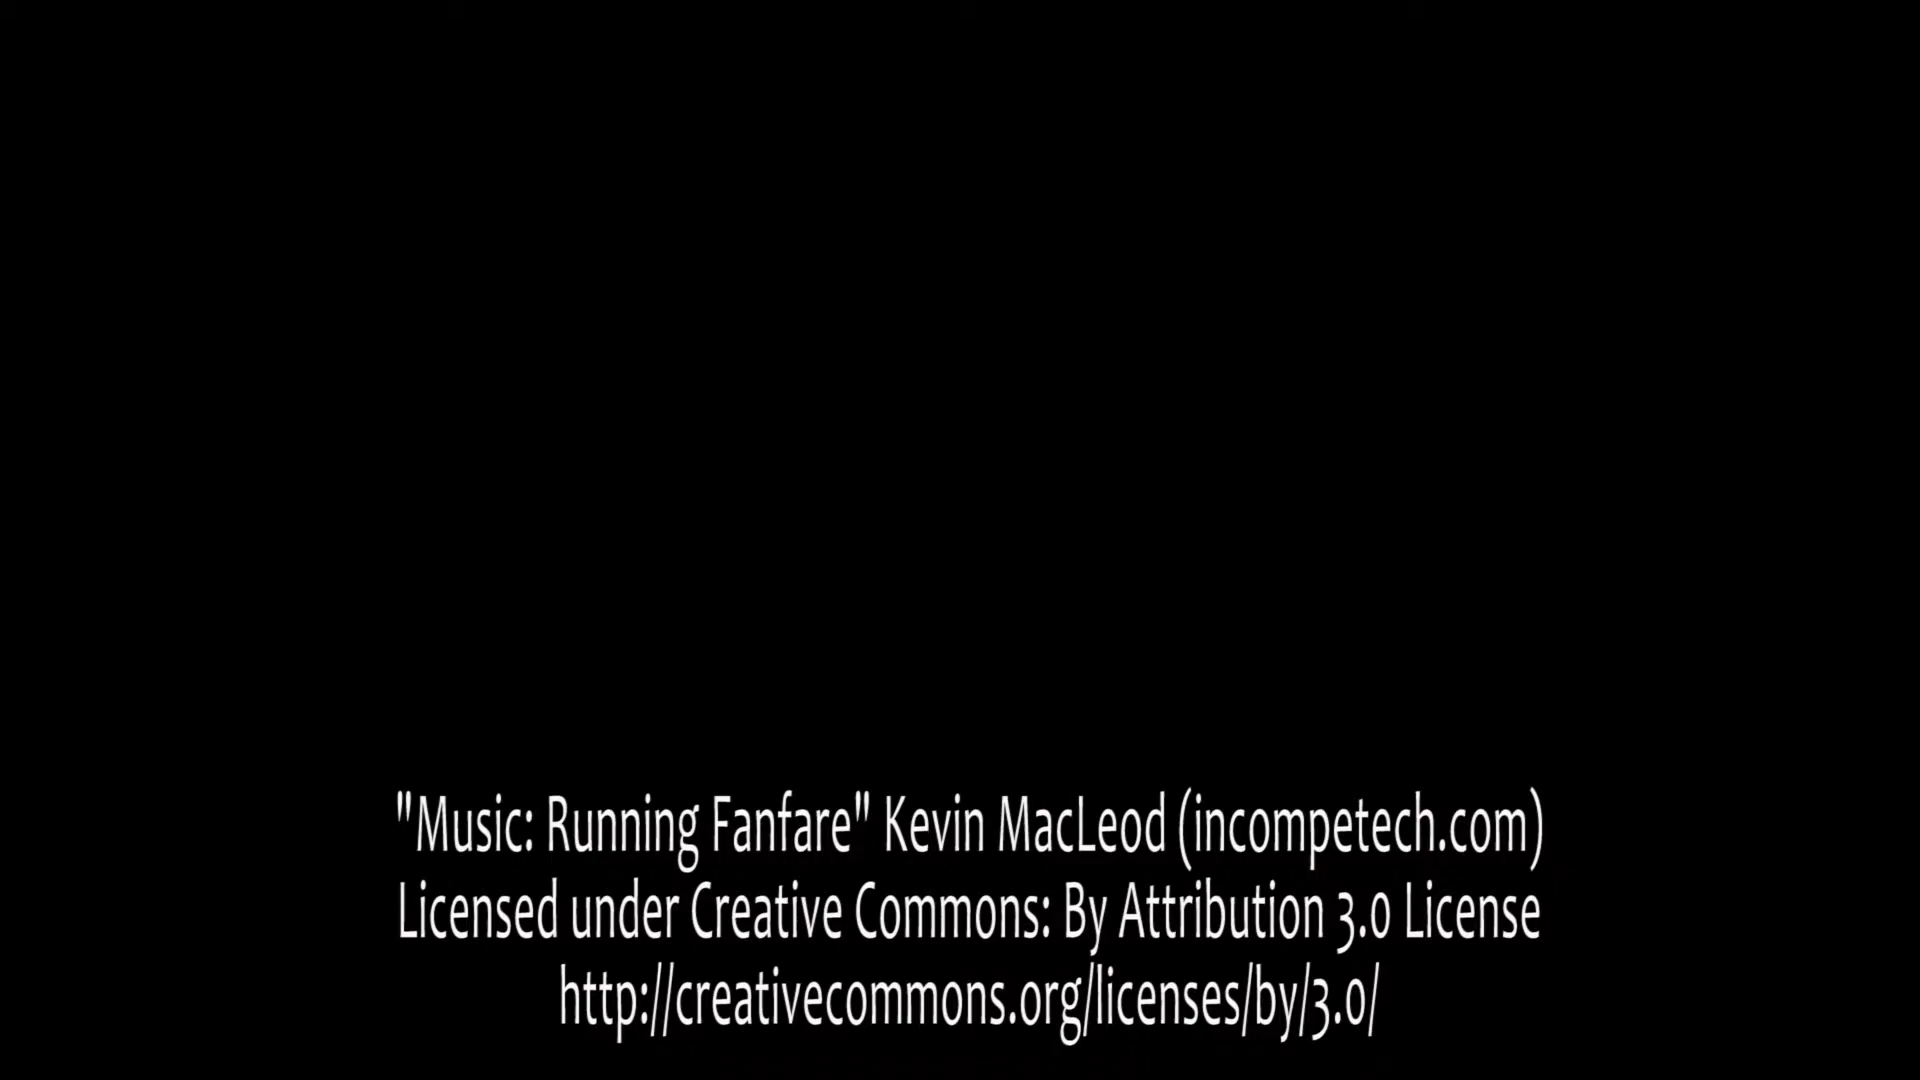 "Music: Running Fanfare" Kevin MacLeod (incompetech.com)
Licensed under Creative Commons: By Attribution 3.0 License
http://creativecommons.org/licenses/by/3.0/